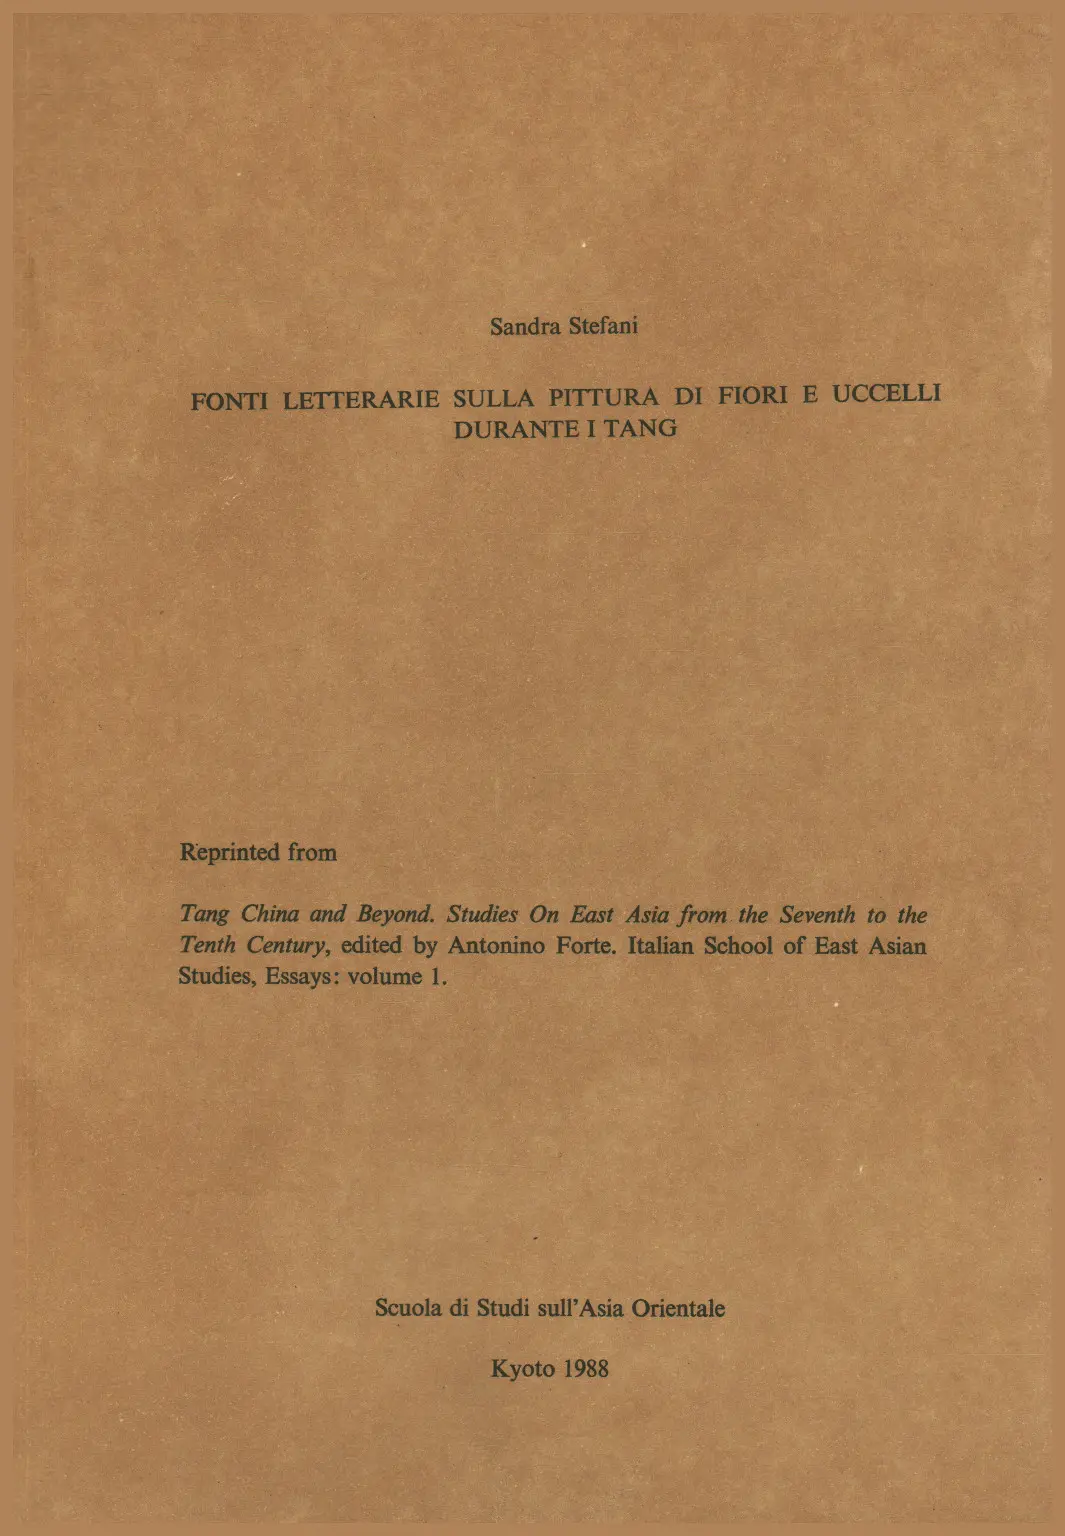 Sandra Stefani
FONTI LETTERARIE SULLA PITTURA DI FIORI E UCCELLI
DURANTE I TANG
Reprinted from
Tang China and Beyond. Studies On East Asia from the Seventh to the
Tenth Century, edited by Antonino Forte. Italian School of East Asian
Studies, Essays: volume 1.
Scuola di Studi sull'Asia Orientale
Kyoto 1988